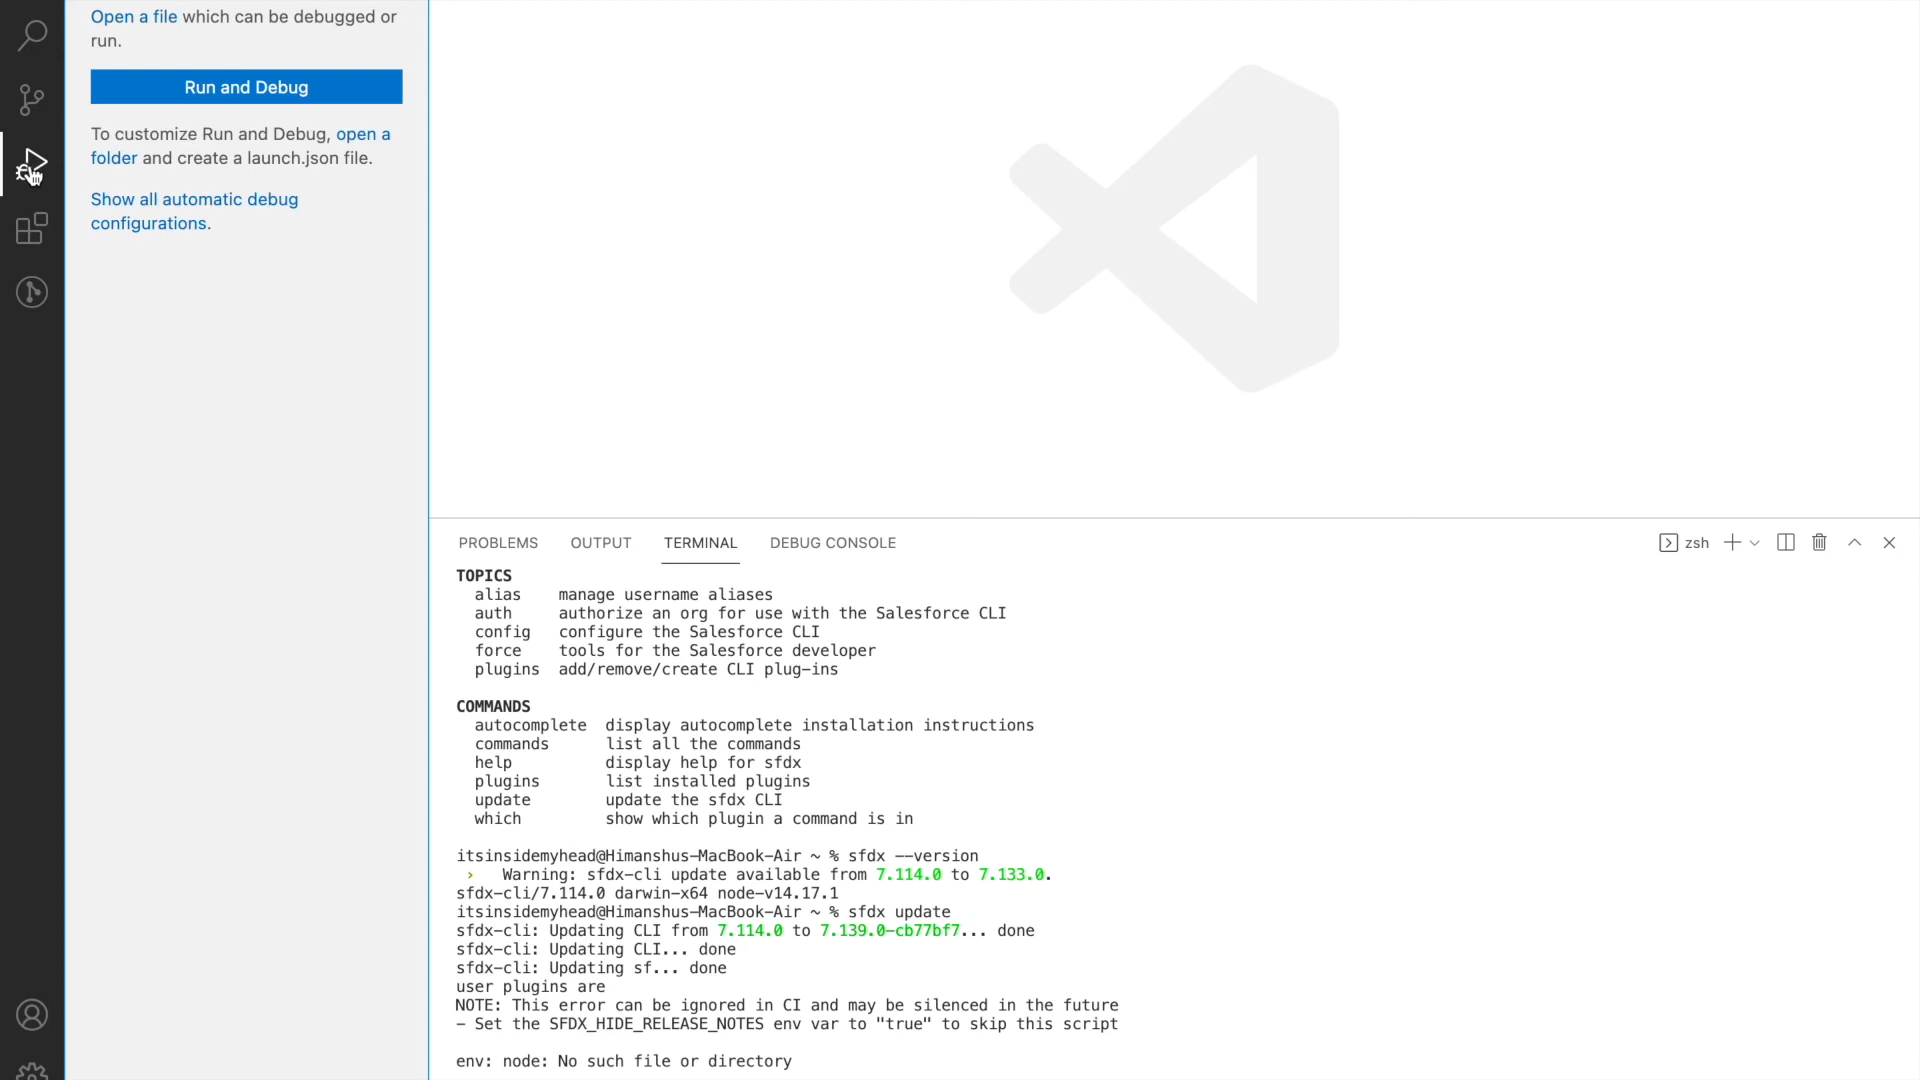 Open a file which can be debugged or
run.
Run and Debug
To customize Run and Debug, open a
folder and create a launch.json file.
Show all automatic debug
configurations.
PROBLEMS OUTPUT TERMINAL DEBUG CONSOLE
zsh
TOPICS
alias manage username aliases
auth authorize an org for use with the Salesforce CLI
config configure the Salesforce CLI
force tools for the Salesforce developer
plugins add/remove/create CLI plug-ins
COMMANDS
autocomplete display autocomplete installation instructions
commands list all the commands
help display help for sfdx
plugins list installed plugins
update update the sfdx CLI
which show which plugin a command is in
itsinsidemyhead@Himanshus-MacBook-Air ~ % sfdx --version
› Warning: sfdx-cli update available from 7.114.0 to 7.133.0.
sfdx-cli/7.114.0 darwin-x64 node-v14.17.1
itsinsidemyhead@Himanshus-MacBook-Air ~ % sfdx update
sfdx-cli: Updating CLI from 7.114.0 to 7.139.0-cb77bf7... done
sfdx-cli: Updating CLI... done
sfdx-cli: Updating sf... done
user plugins are
NOTE: This error can be ignored in CI and may be silenced in the future
- Set the SFDX_HIDE_RELEASE_NOTES env var to "true" to skip this script
env: node: No such file or directory